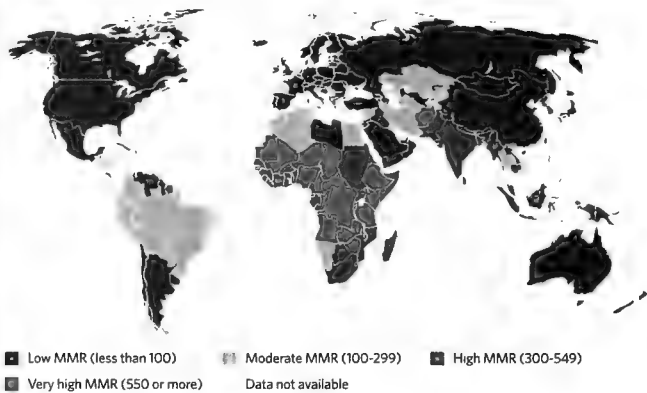 Low MMR (less than 100) Moderate MMR (100-299) High MMR (300-549)
Very high MMR (550 or more) Data not available